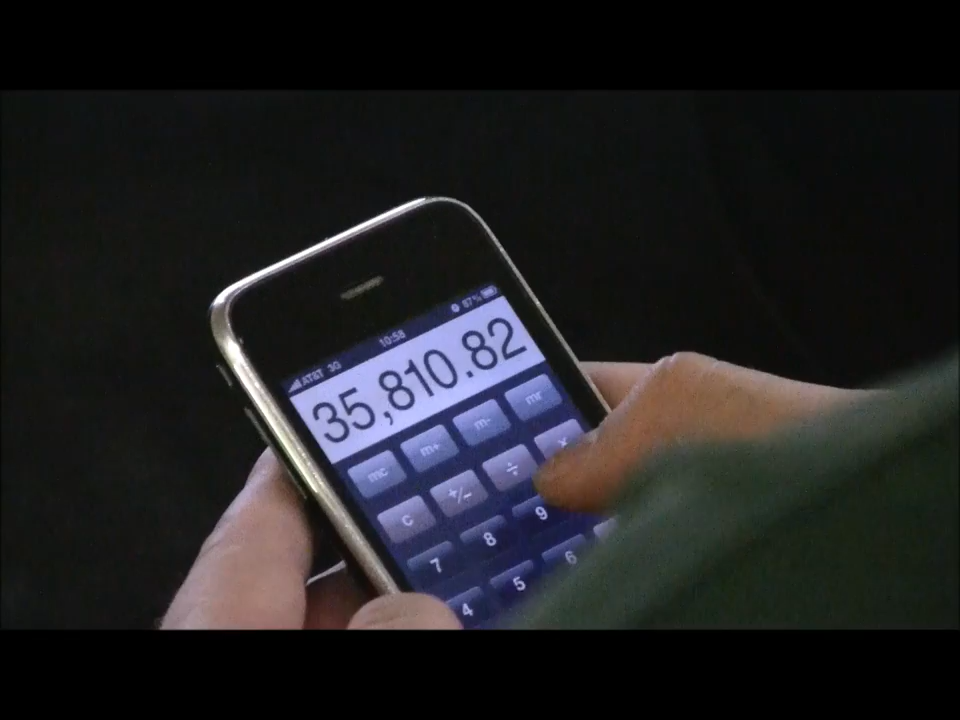 AT&T 3G 10:58 87%
35,810.82
mc m+ m- mr
C +/- ÷ ×
7 8 9
4 5 6